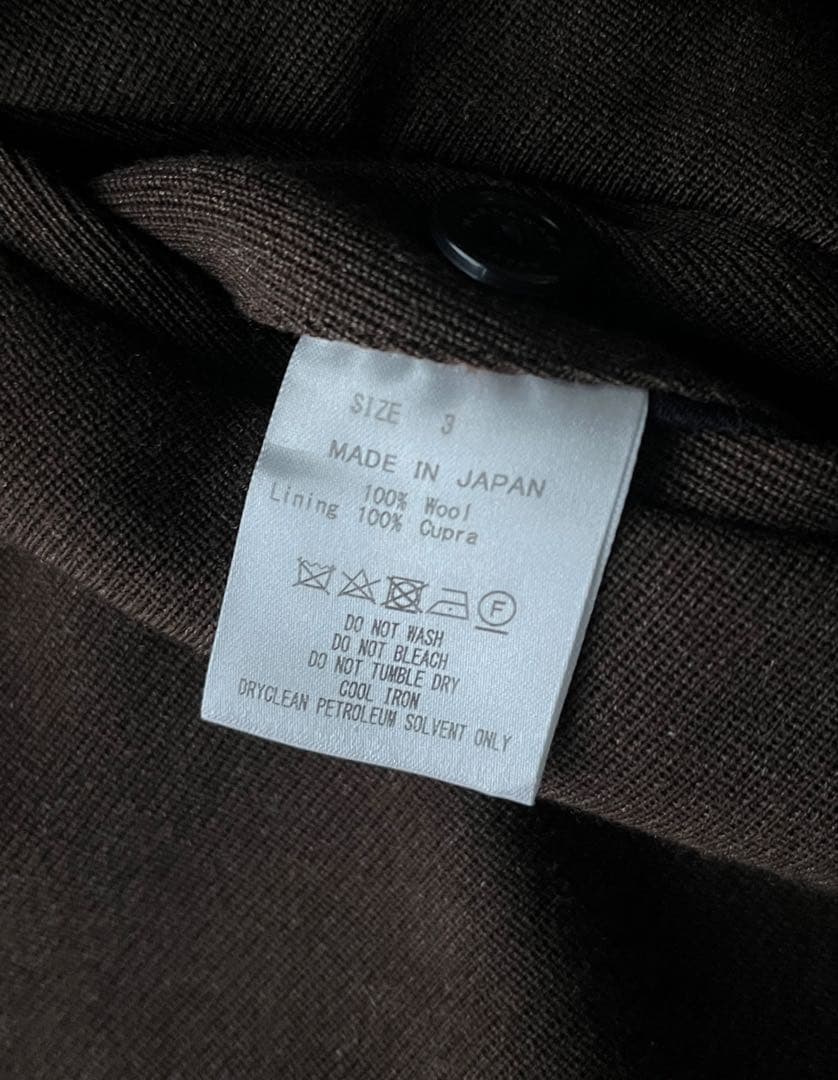 SIZE 3
MADE IN JAPAN
100% Wool
Lining 100% Cupra
F
DO NOT WASH
DO NOT BLEACH
DO NOT TUMBLE DRY
COOL IRON
DRYCLEAN PETROLEUM SOLVENT ONLY